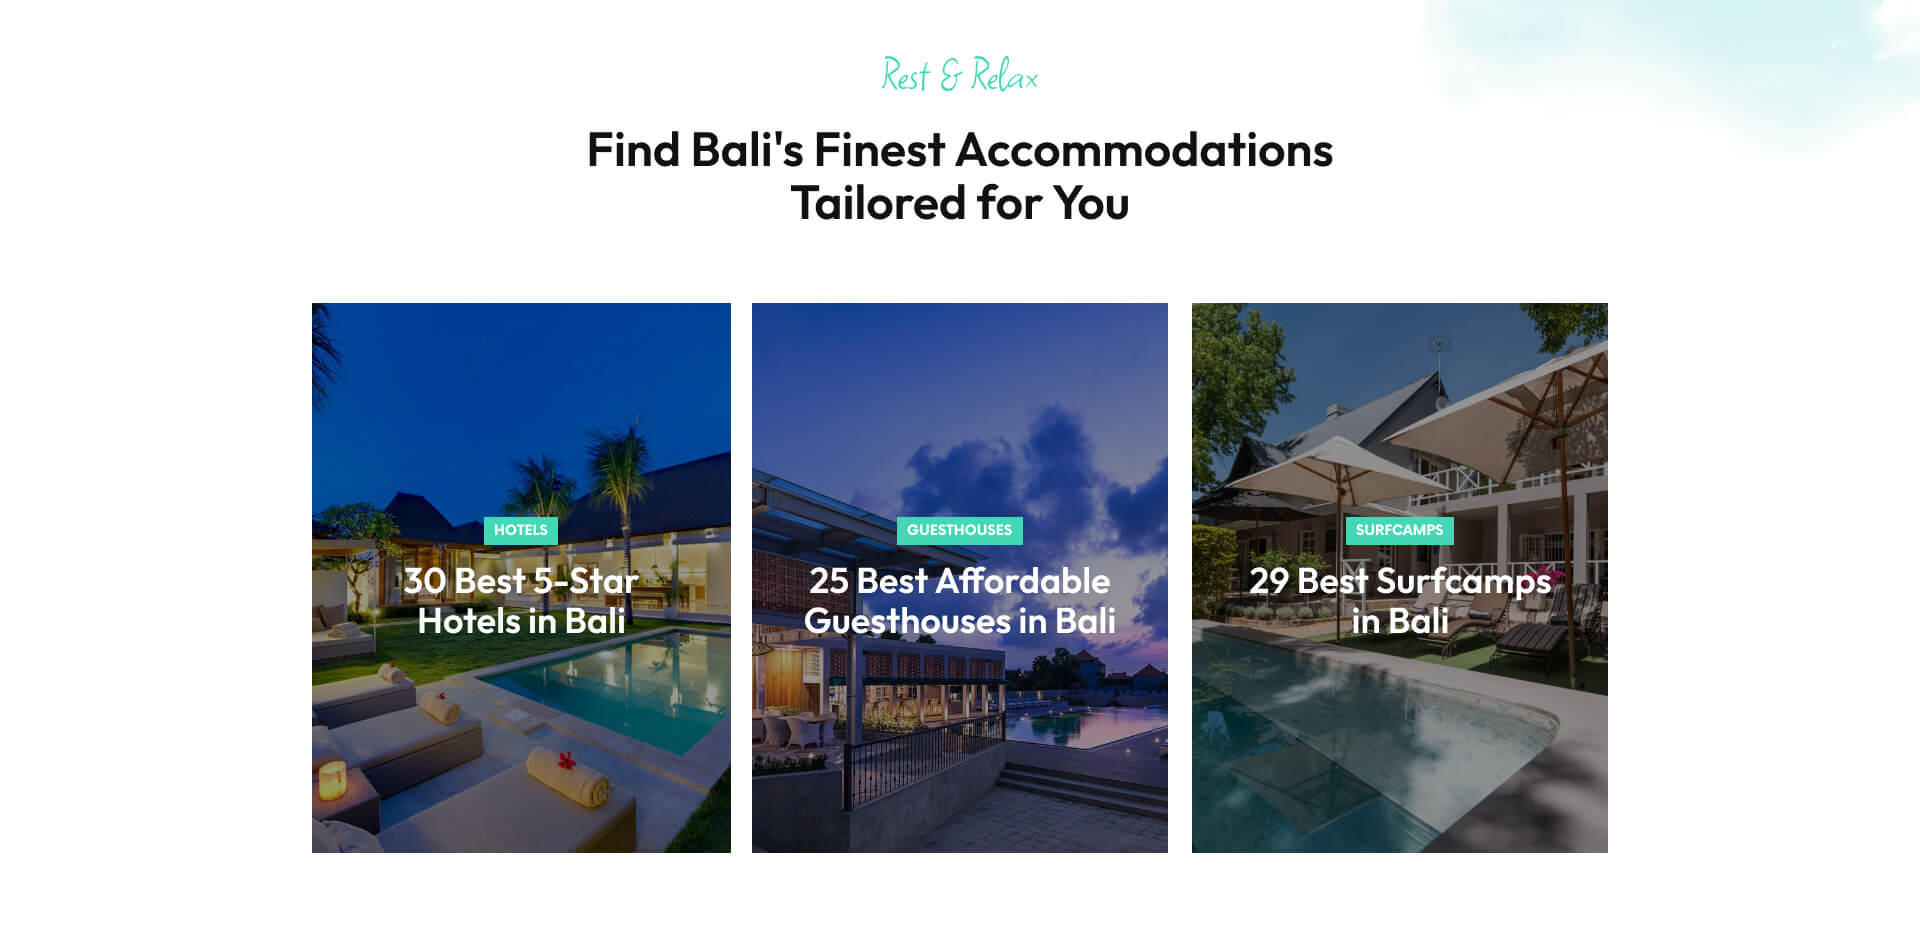 Rest & Relax
Find Bali's Finest Accommodations
Tailored for You
HOTELS
30 Best 5-Star
Hotels in Bali
GUESTHOUSES
25 Best Affordable
Guesthouses in Bali
SURFCAMPS
29 Best Surfcamps
in Bali